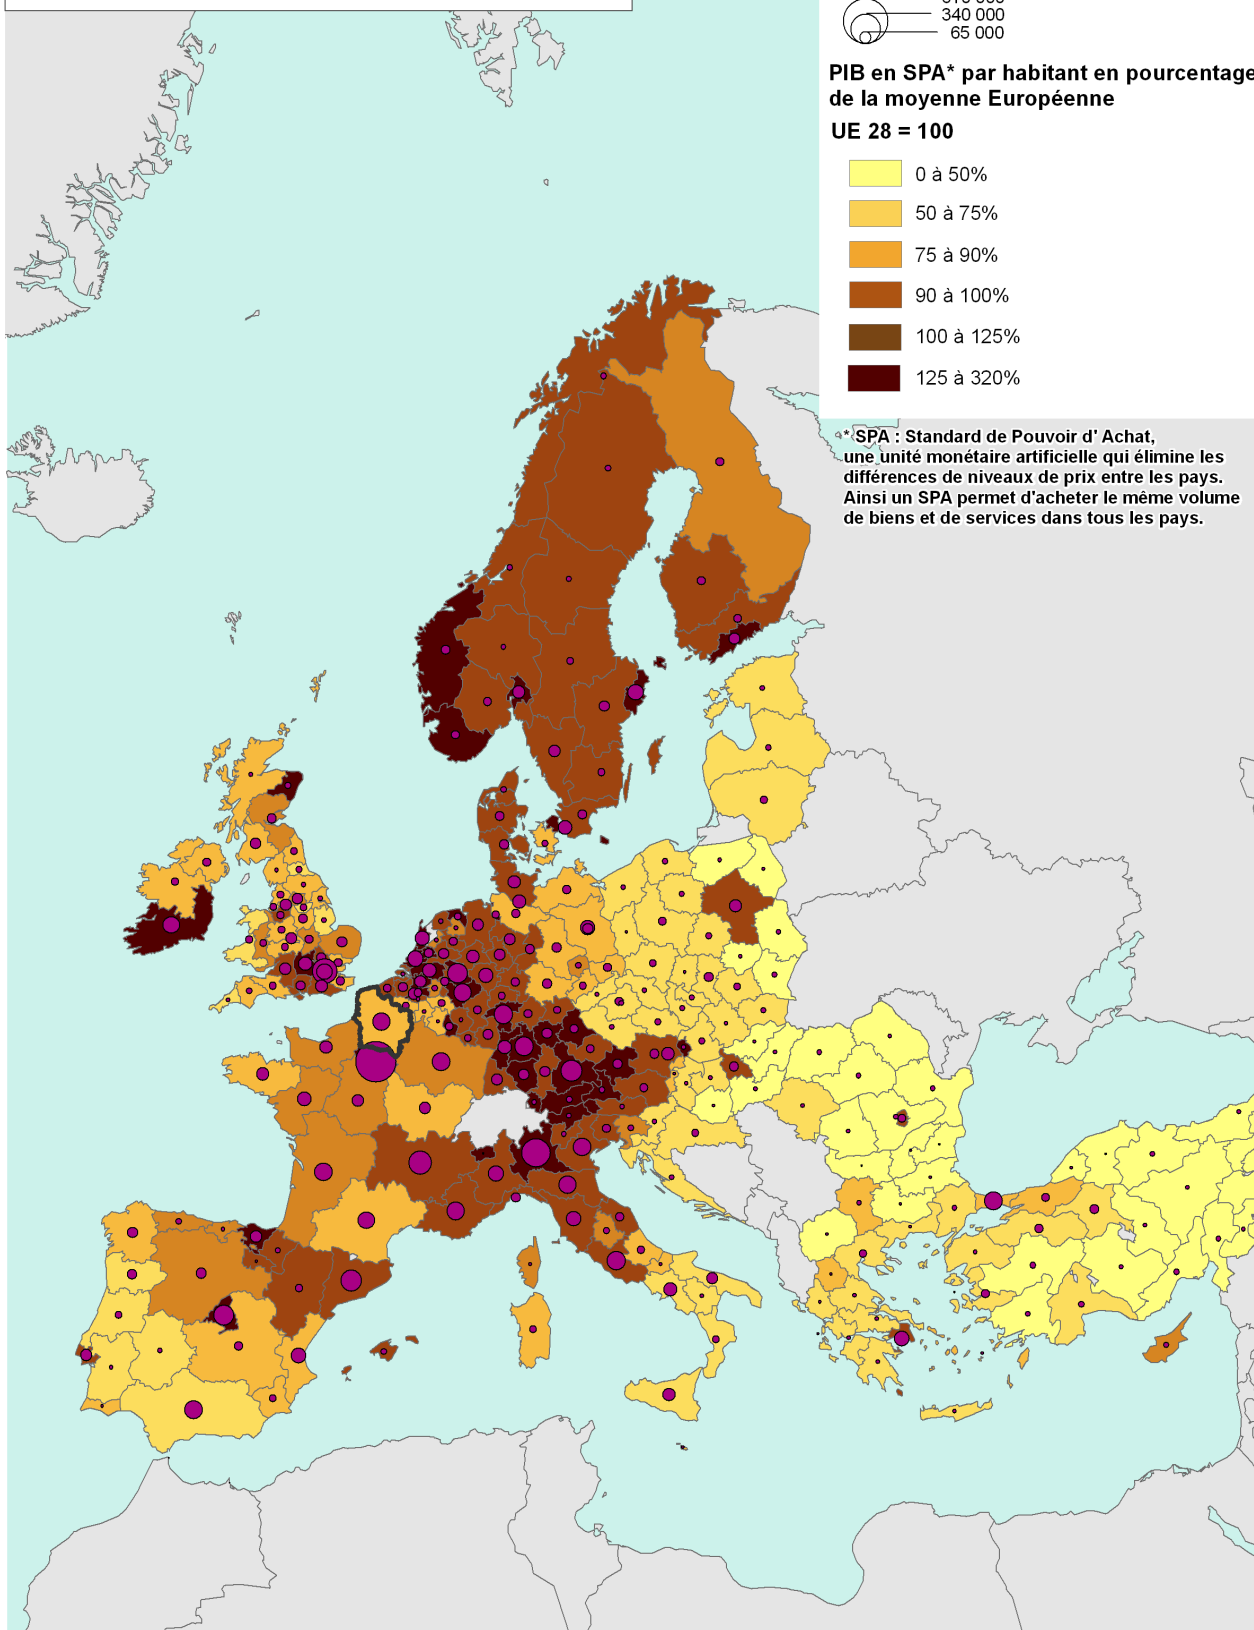 340 000
65 000
PIB en SPA* par habitant en pourcentage
de la moyenne Européenne
UE 28 = 100
0 à 50%
50 à 75%
75 à 90%
90 à 100%
100 à 125%
125 à 320%
* SPA : Standard de Pouvoir d' Achat,
une unité monétaire artificielle qui élimine les
différences de niveaux de prix entre les pays.
Ainsi un SPA permet d'acheter le même volume
de biens et de services dans tous les pays.